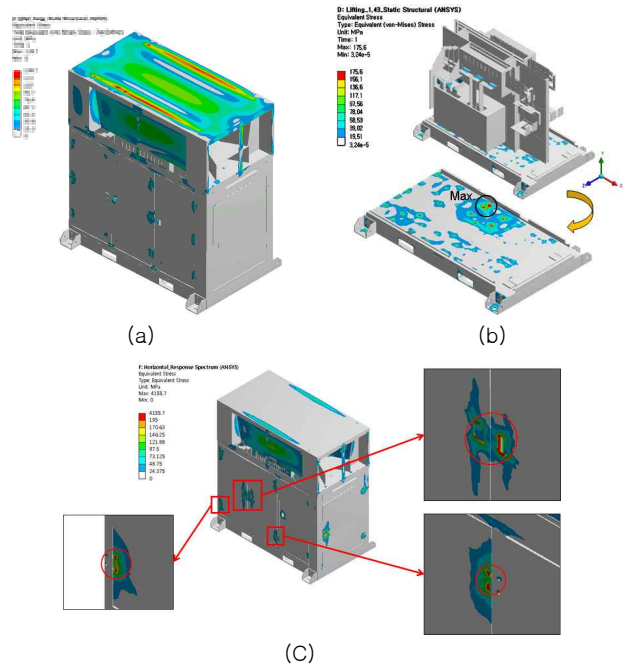 D: Lifting_1,43_Static Structural (ANSYS)
Equivalent Stress
Type: Equivalent (von-Mises) Stress
Unit: MPa
Time: 1
Max: 175,6
Min: 3,24e-5
175,6
156,1
136,6
117,1
97,56
78,04
58,53
39,02
19,51
3,24e-5
Max.
Y
Z
X
(a)
(b)
F: Horizontal_Response Spectrum (ANSYS)
Equivalent Stress
Type: Equivalent Stress
Unit: MPa
Max: 4155.7
Min: 0
4155.7
195
170.63
146.25
121.88
97.5
73.125
48.75
24.375
0
(C)